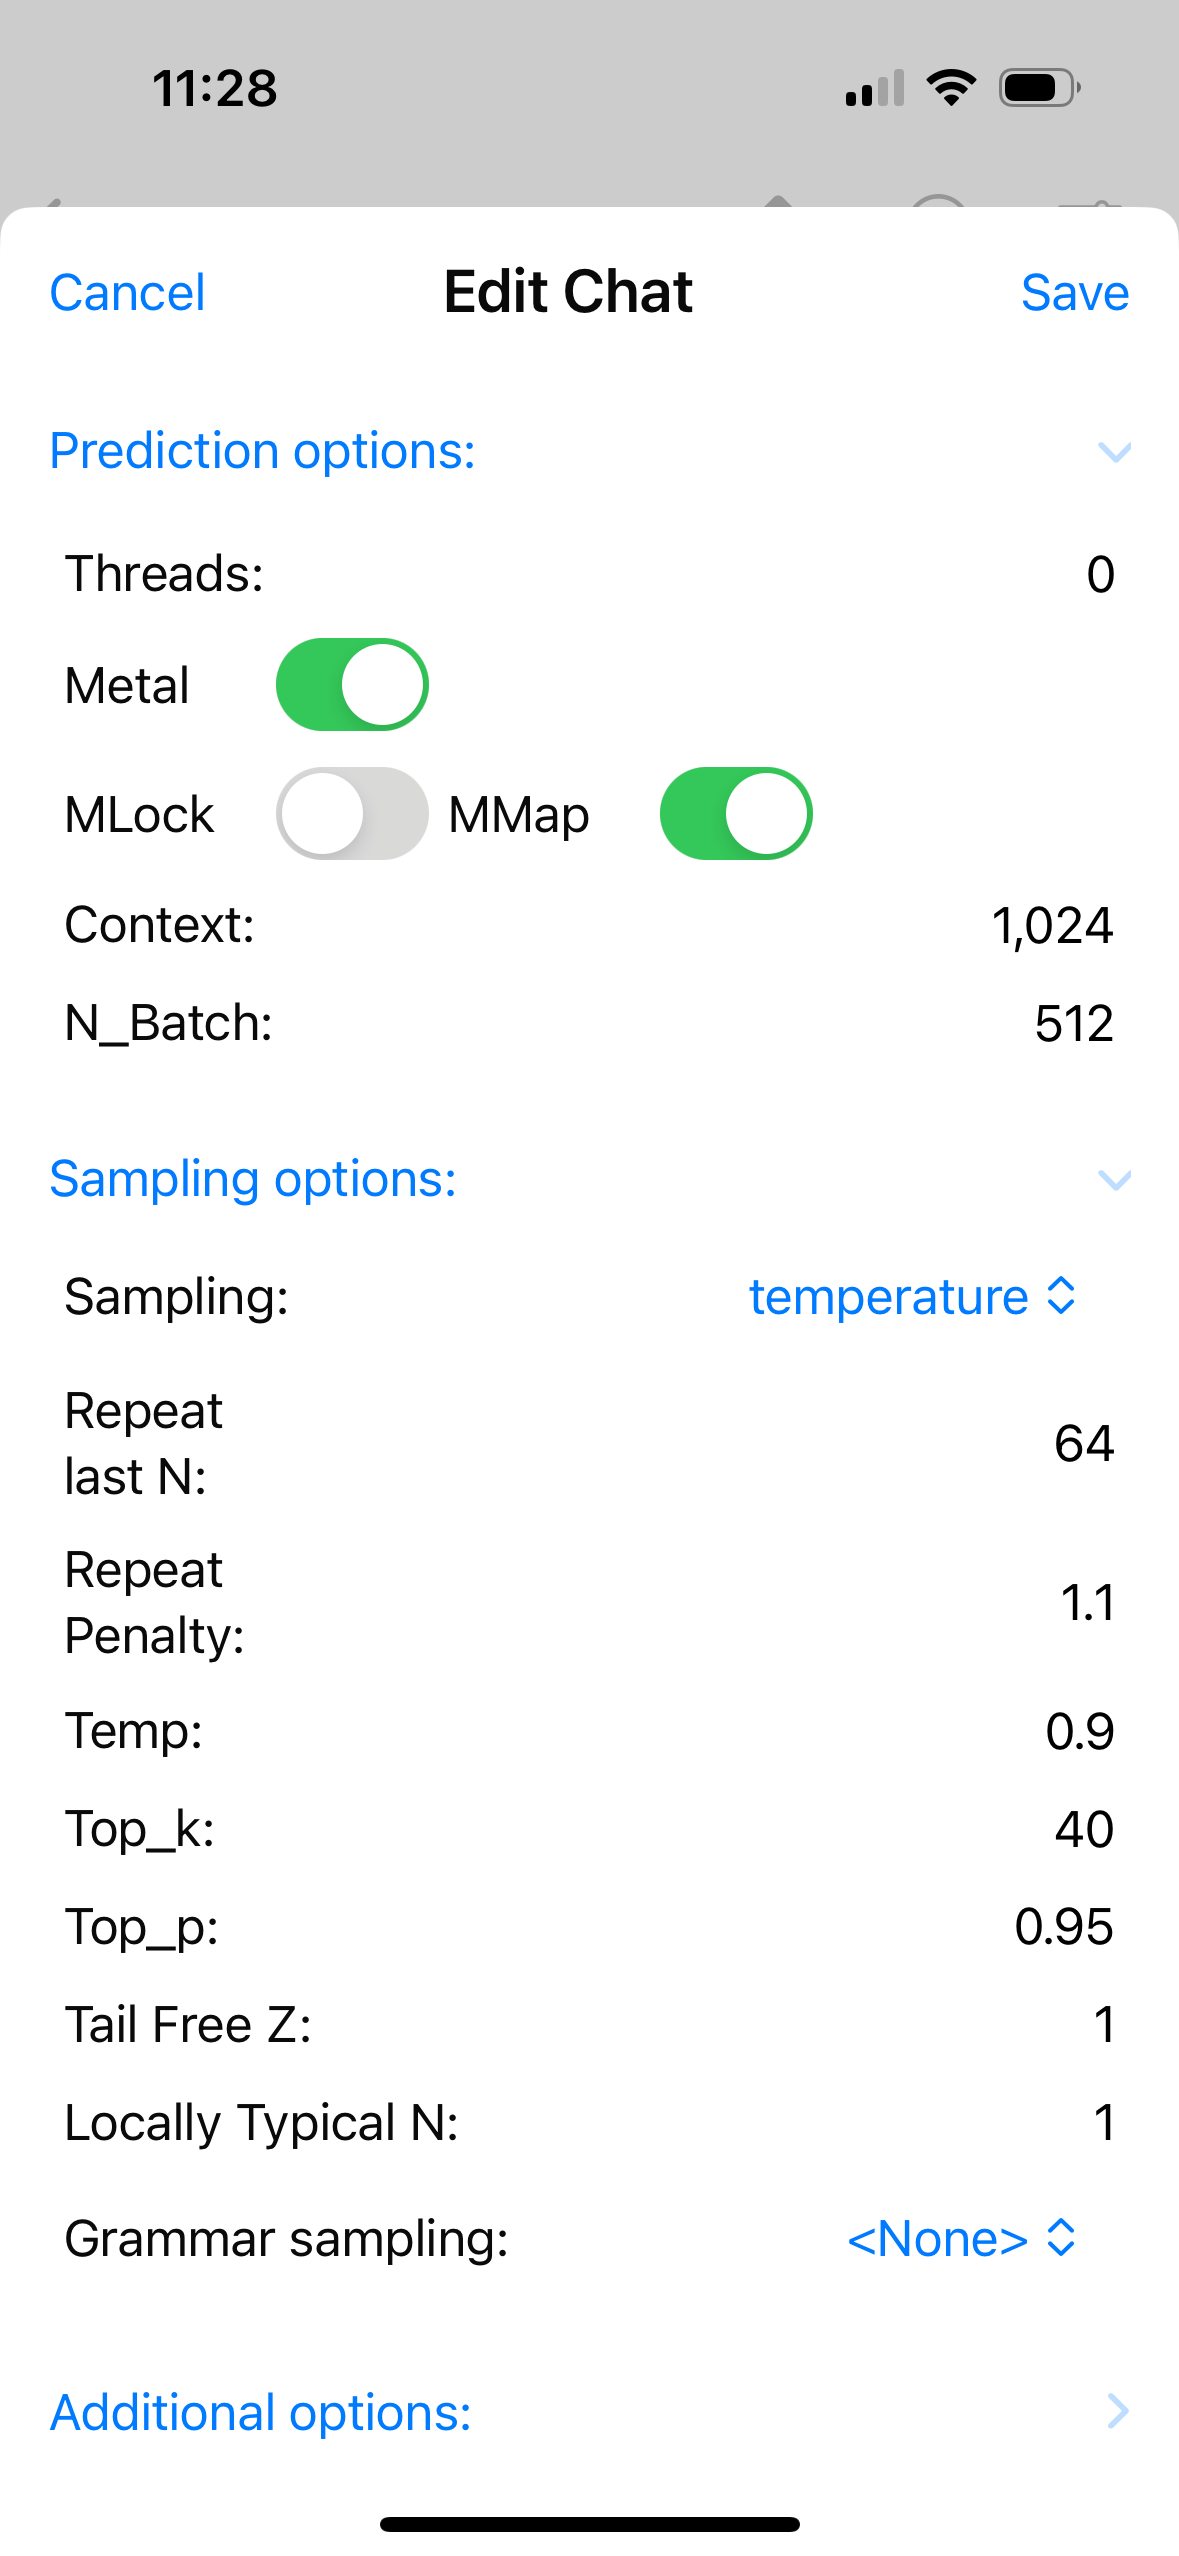 11:28
Cancel Edit Chat Save
Prediction options:
Threads: 0
Metal
MLock MMap
Context: 1,024
N_Batch: 512
Sampling options:
Sampling: temperature
Repeat
last N: 64
Repeat
Penalty: 1.1
Temp: 0.9
Top_k: 40
Top_p: 0.95
Tail Free Z: 1
Locally Typical N: 1
Grammar sampling: <None>
Additional options: